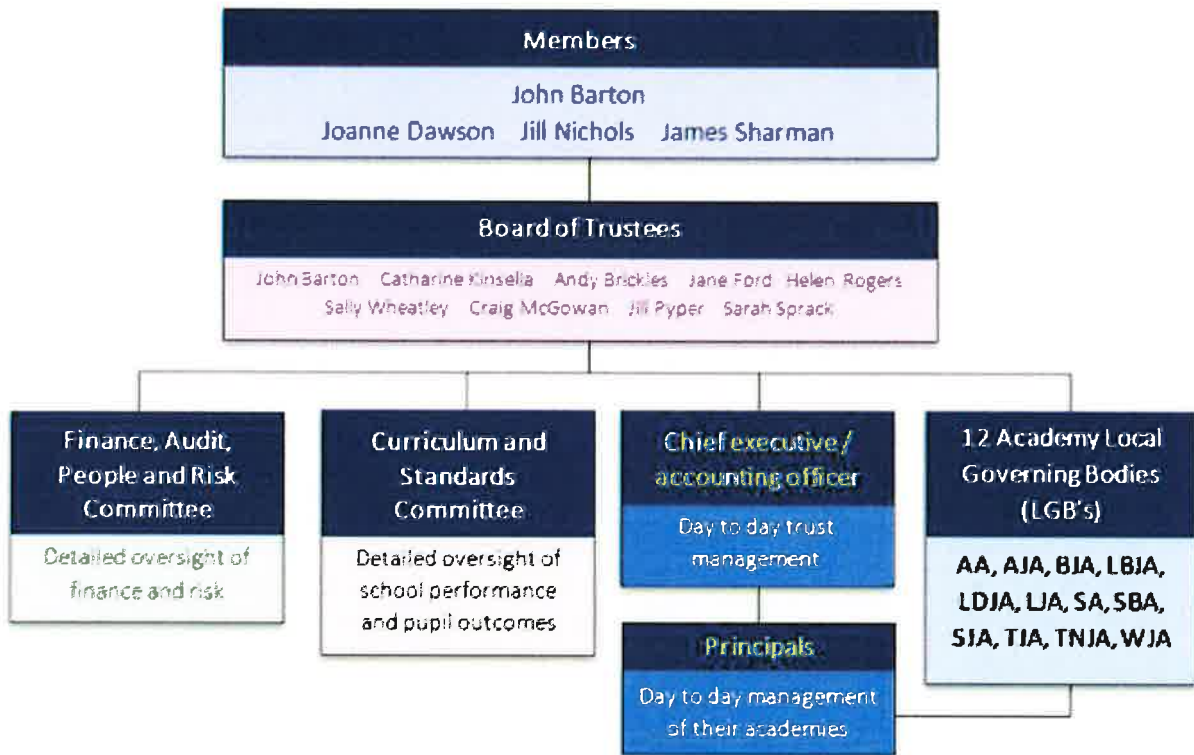 Members
John Barton
Joanne Dawson Jill Nichols James Sharman
Board of Trustees
John Barton Catharine Kinsella Andy Brickles Jane Ford Helen Rogers
Sally Wheatley Craig McGowan Jill Pyper Sarah Sprack
Finance, Audit,
People and Risk
Committee
Detailed oversight of
finance and risk
Curriculum and
Standards
Committee
Detailed oversight of
school performance
and pupil outcomes
Chief executive /
accounting officer
Day to day trust
management
Principals
Day to day management
of their academies
12 Academy Local
Governing Bodies
(LGB's)
AA, AJA, BJA, LBJA,
LDJA, LJA, SA, SBA,
SJA, TJA, TNJA, WJA